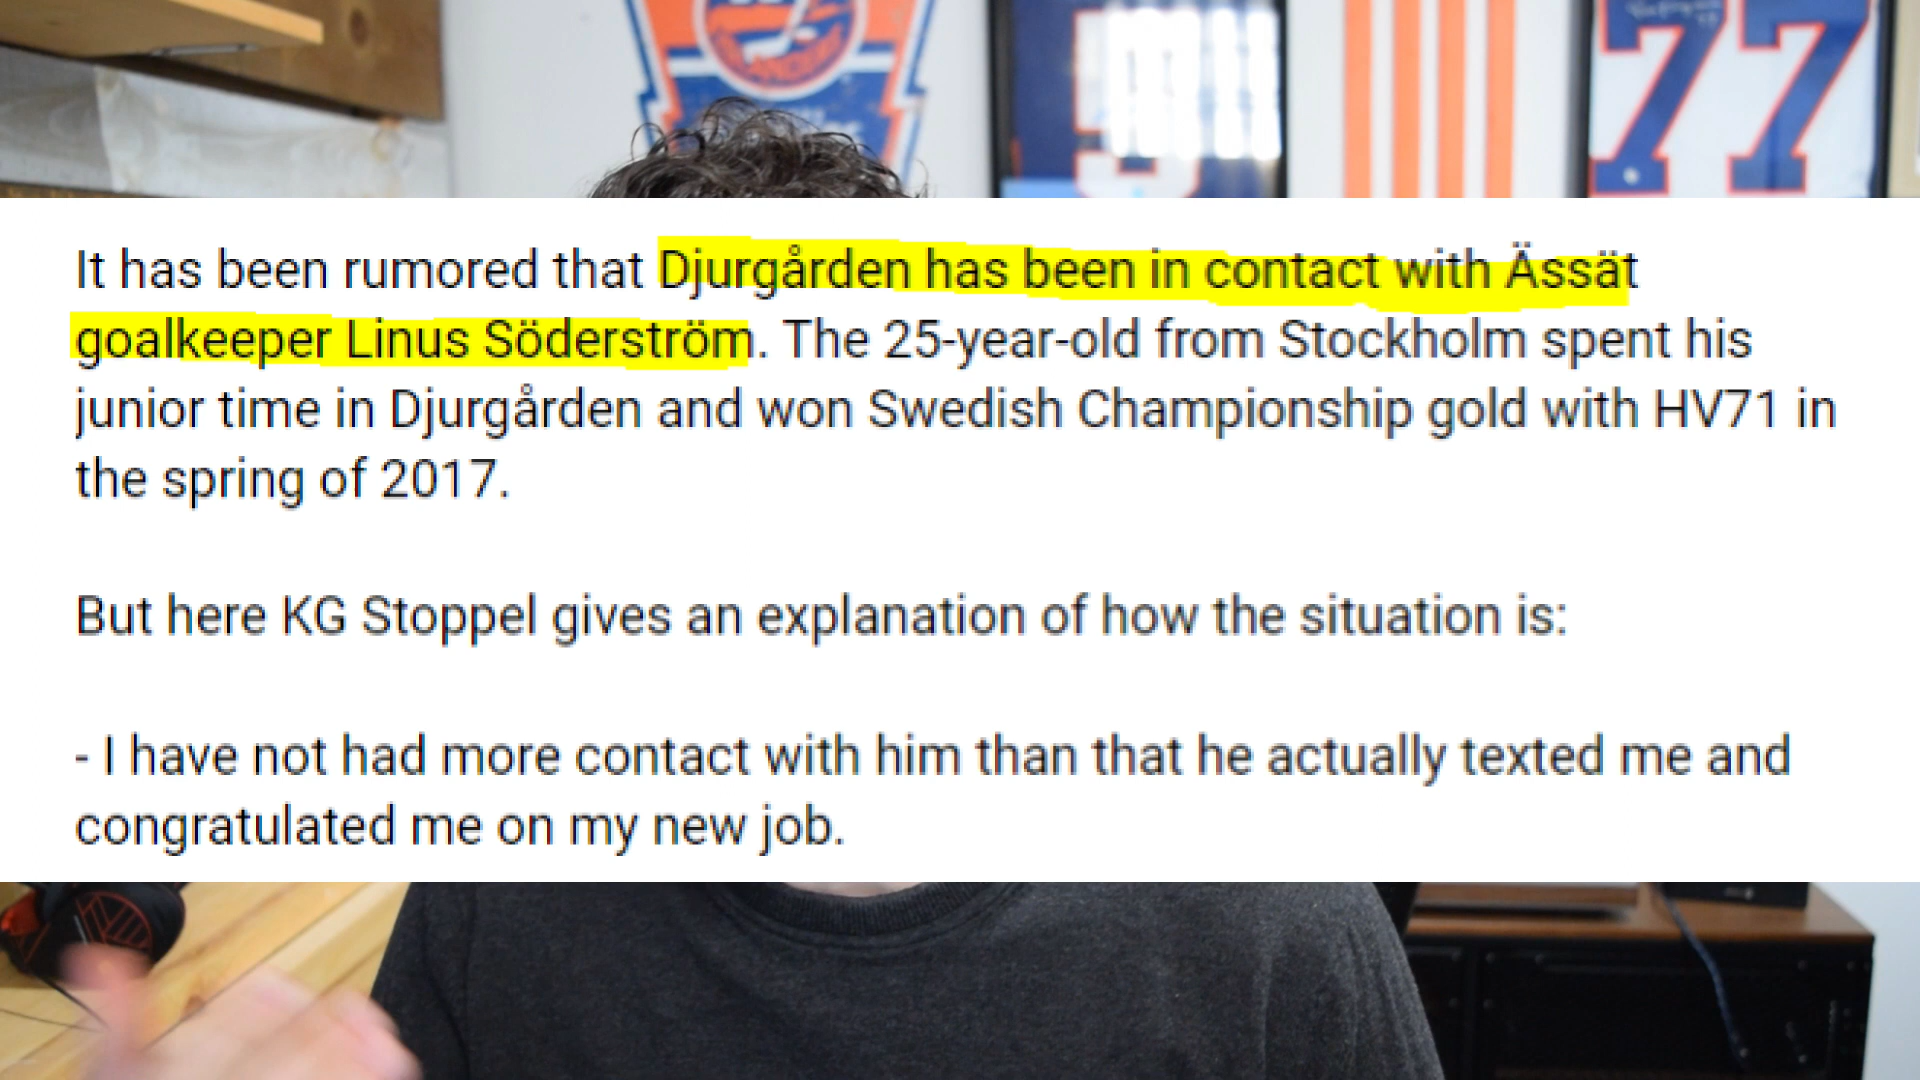 77
It has been rumored that Djurgården has been in contact with Ässät
goalkeeper Linus Söderström. The 25-year-old from Stockholm spent his
junior time in Djurgården and won Swedish Championship gold with HV71 in
the spring of 2017.
But here KG Stoppel gives an explanation of how the situation is:
- I have not had more contact with him than that he actually texted me and
congratulated me on my new job.